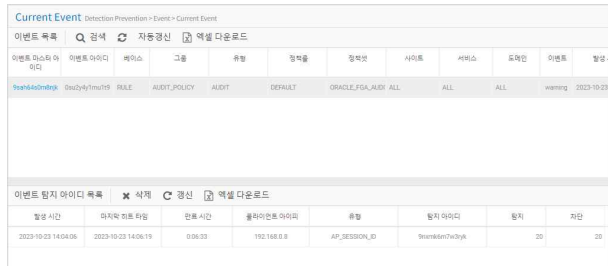 Current Event Detection Prevention > Event > Current Event
이벤트 목록 검색 자동갱신 엑셀 다운로드
이벤트 마스터 아이디 이벤트 아이디 베이스 그룹 유형 정책룰 정책셋 사이트 서비스 도메인 이벤트 발생
RULE AUDIT_POLICY AUDIT DEFAULT ORACLE_FGA_AUDI ALL ALL ALL warning 2023-10-23
이벤트 탐지 아이디 목록 삭제 갱신 엑셀 다운로드
발생 시간 마지막 히트 타임 만료 시간 클라이언트 아이피 유형 탐지 아이디 탐지 차단
2023-10-23 14:04:06 2023-10-23 14:06:19 0:06:33 192.168.0.8 AP_SESSION_ID 20 20